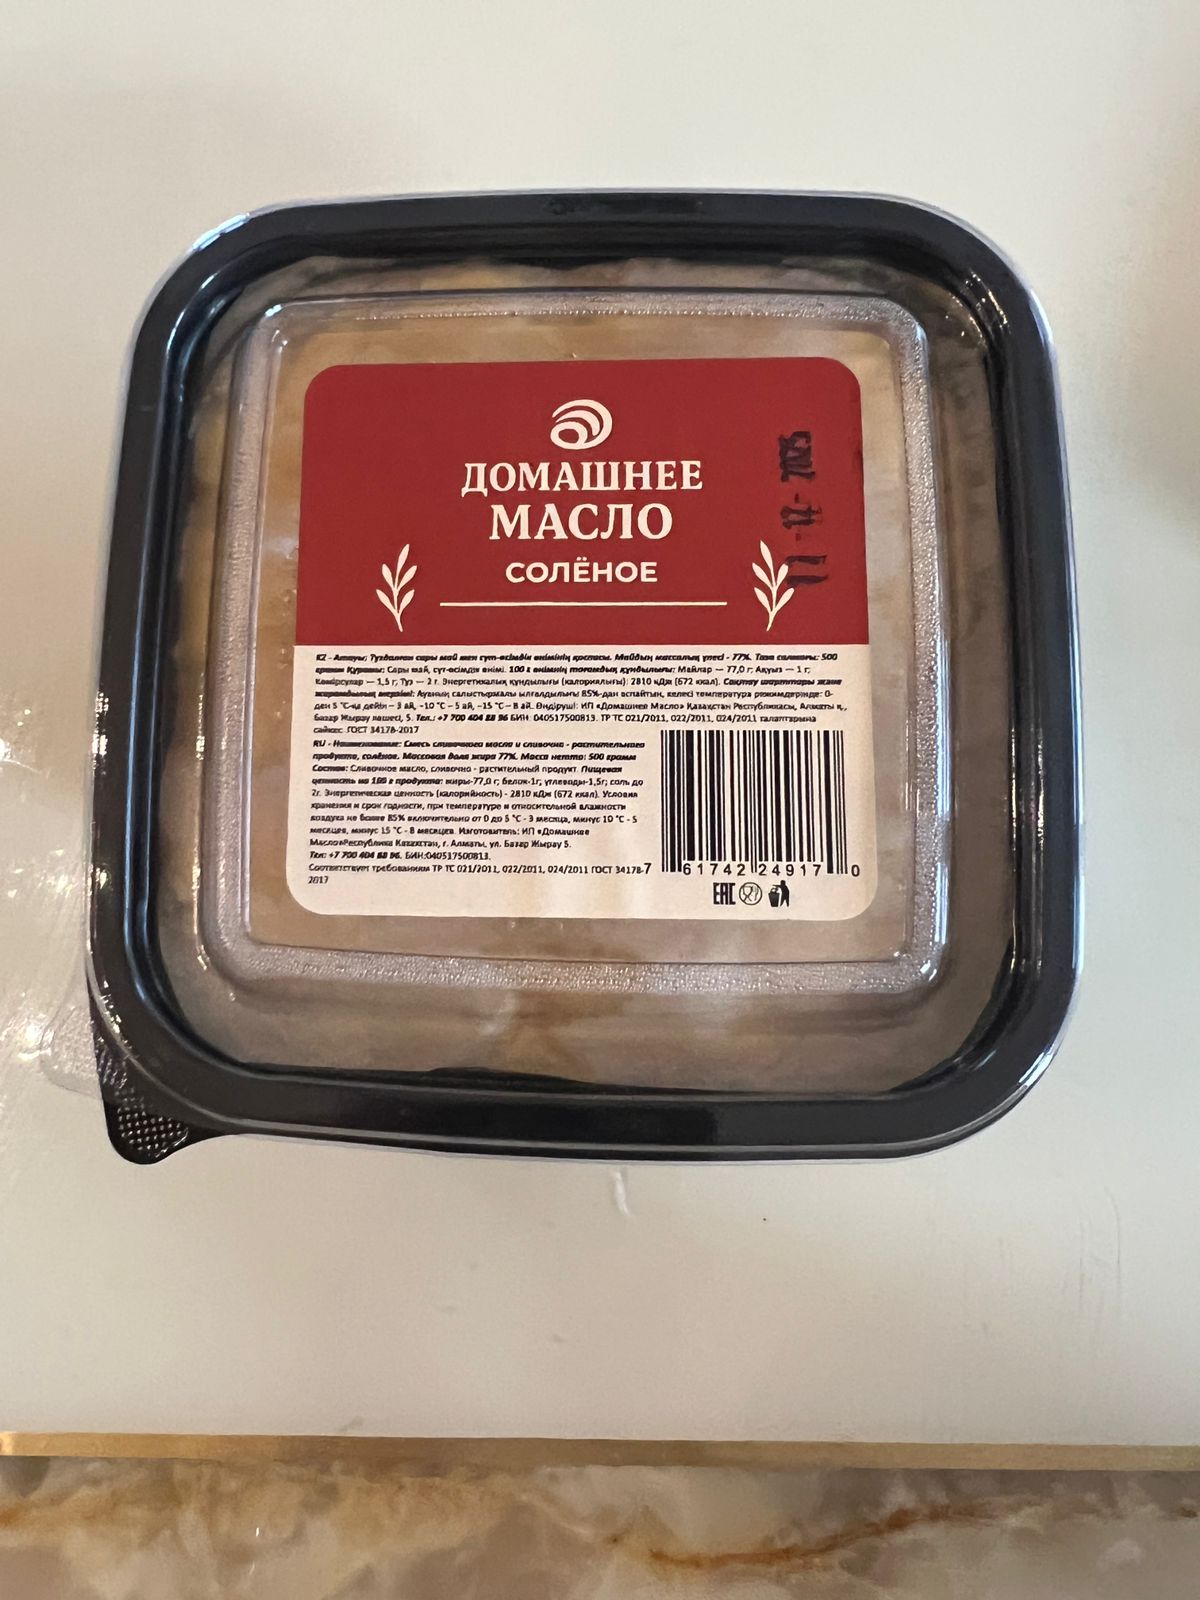 ДОМАШНЕЕ
МАСЛО
СОЛЁНОЕ
KZ - Атауы: Тұздалған сары май мен сүт-өсімдік өнімінің қоспасы. Майдың массалық үлесі - 77%. Таза салмағы: 500
грамм Құрамы: Сары май, сүт-өсімдік өнімі. 100 г өнімнің тағамдық құндылығы: Майлар — 77,0 г; Ақуыз — 1 г;
Көмірсулар — 1,5 г; Тұз — 2 г. Энергетикалық құндылығы (калориялығы): 2810 кДж (672 ккал). Сақтау шарттары және
жарамдылық мерзімі: Ауаның салыстырмалы ылғалдылығы 85%-дан аспайтын, келесі температура режимдерінде: 0-
ден 5 °C-қа дейін – 3 ай, –10 °C – 5 ай, –15 °C – 8 ай. Өндіруші: ИП «Домашнее Масло» Қазақстан Республикасы, Алматы қ.,
Базар Жырау көшесі, 5. Тел.: +7 700 404 88 96 БИН: 040517500813. ТР ТС 021/2011, 022/2011, 024/2011 талаптарына
сәйкес. ГОСТ 34178-2017
RU - Наименование: Смесь сливочного масла и сливочно - растительного
продукта, солёное. Массовая доля жира 77%. Масса нетто: 500 грамм
Состав: Сливочное масло, сливочно - растительный продукт. Пищевая
ценность на 100 г продукта: жиры-77,0 г; белок-1г; углеводы-1,5г; соль до
2г. Энергетическая ценность (калорийность) - 2810 кДж (672 ккал). Условия
хранения и срок годности, при температуре и относительной влажности
воздуха не более 85% включительно от 0 до 5 °C - 3 месяца, минус 10 °C - 5
месяцев, минус 15 °C - 8 месяцев. Изготовитель: ИП «Домашнее
Масло»Республика Казахстан, г. Алматы, ул. Базар Жырау 5.
Тел: +7 700 404 88 96. БИН:040517500813.
Соответствует требованиям ТР ТС 021/2011, 022/2011, 024/2011 ГОСТ 34178-
2017
7 61742 24917 0
EAC